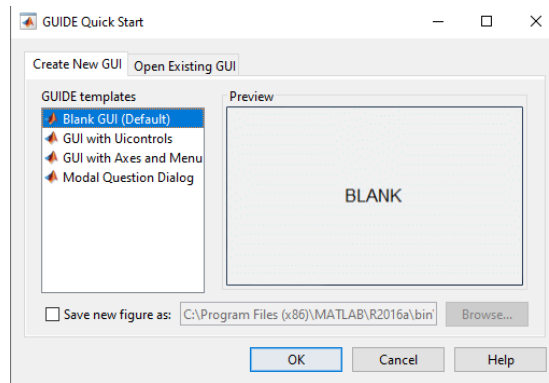 GUIDE Quick Start
Create New GUI
Open Existing GUI
GUIDE templates
Blank GUI (Default)
GUI with Uicontrols
GUI with Axes and Menu
Modal Question Dialog
Preview
BLANK
Save new figure as:
C:\Program Files (x86)\MATLAB\R2016a\bin\
Browse...
OK
Cancel
Help